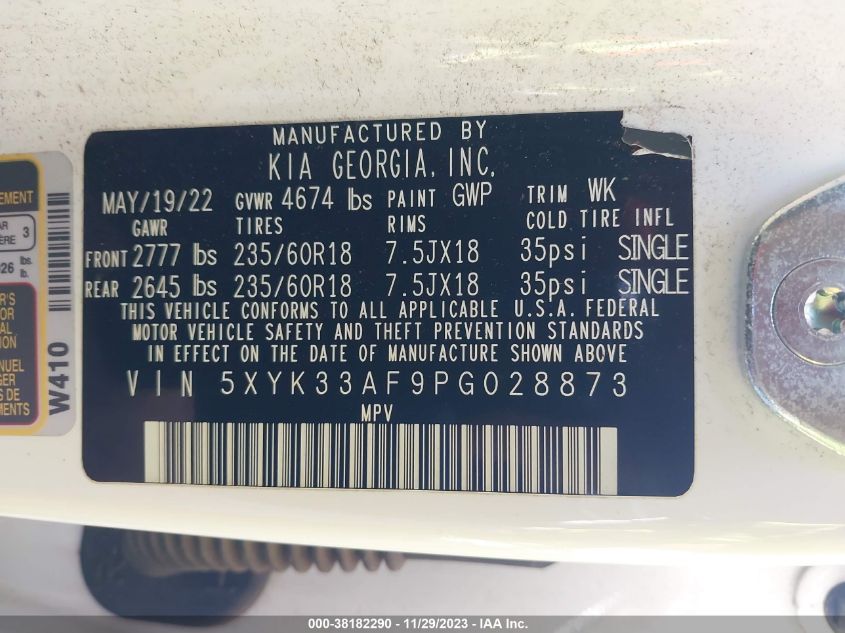 MANUFACTURED BY
KIA GEORGIA, INC.
MAY/19/22 GVWR 4674 lbs PAINT GWP TRIM WK
GAWR TIRES RIMS COLD TIRE INFL
FRONT 2777 lbs 235/60R18 7.5JX18 35psi SINGLE
REAR 2645 lbs 235/60R18 7.5JX18 35psi SINGLE
THIS VEHICLE CONFORMS TO ALL APPLICABLE U.S.A. FEDERAL
MOTOR VEHICLE SAFETY AND THEFT PREVENTION STANDARDS
IN EFFECT ON THE DATE OF MANUFACTURE SHOWN ABOVE
VIN 5XYK33AF9PG028873
MPV
W410
3
lbs.
lb.
000-38182290 - 11/29/2023 - IAA Inc.